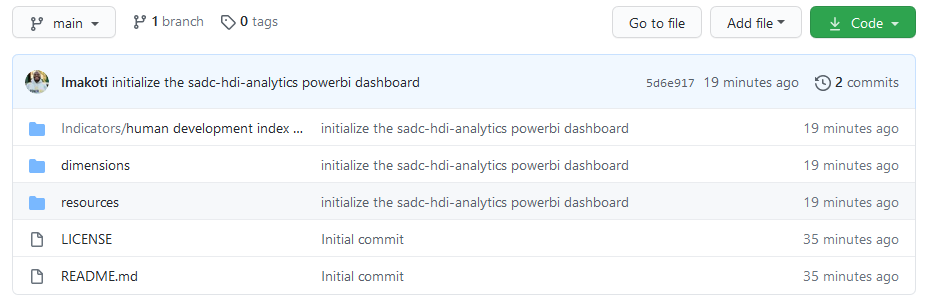 main 1 branch 0 tags Go to file Add file Code
lmakoti initialize the sadc-hdi-analytics powerbi dashboard 5d6e917 19 minutes ago 2 commits
Indicators/human development index ... initialize the sadc-hdi-analytics powerbi dashboard 19 minutes ago
dimensions initialize the sadc-hdi-analytics powerbi dashboard 19 minutes ago
resources initialize the sadc-hdi-analytics powerbi dashboard 19 minutes ago
LICENSE Initial commit 35 minutes ago
README.md Initial commit 35 minutes ago